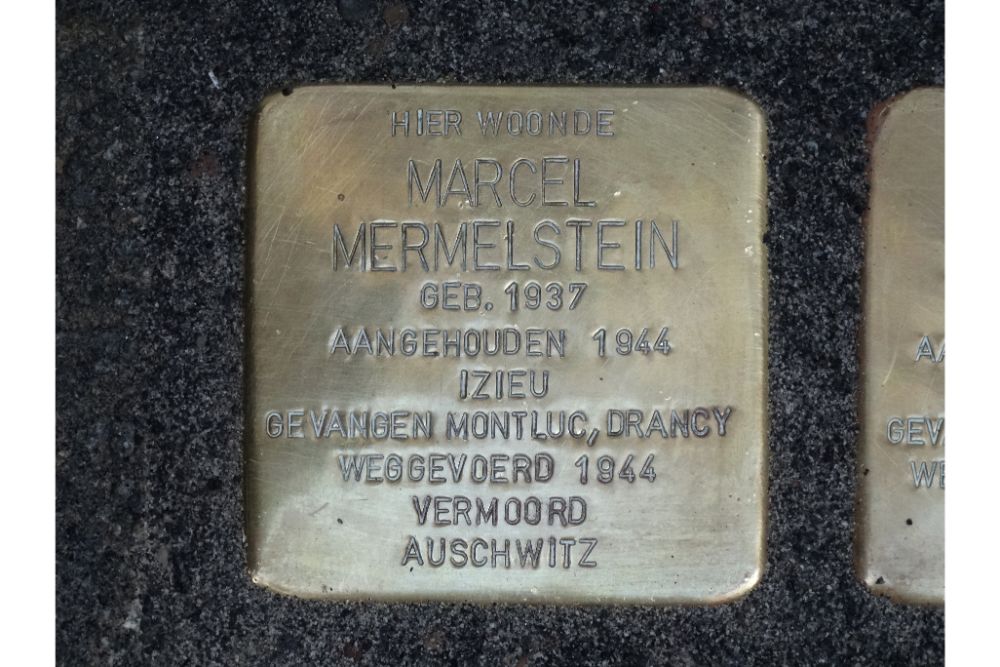 HIER WOONDE
MARCEL
MERMELSTEIN
GEB. 1937
AANGEHOUDEN 1944
IZIEU
GEVANGEN MONTLUC, DRANCY
WEGGEVOERD 1944
VERMOORD
AUSCHWITZ